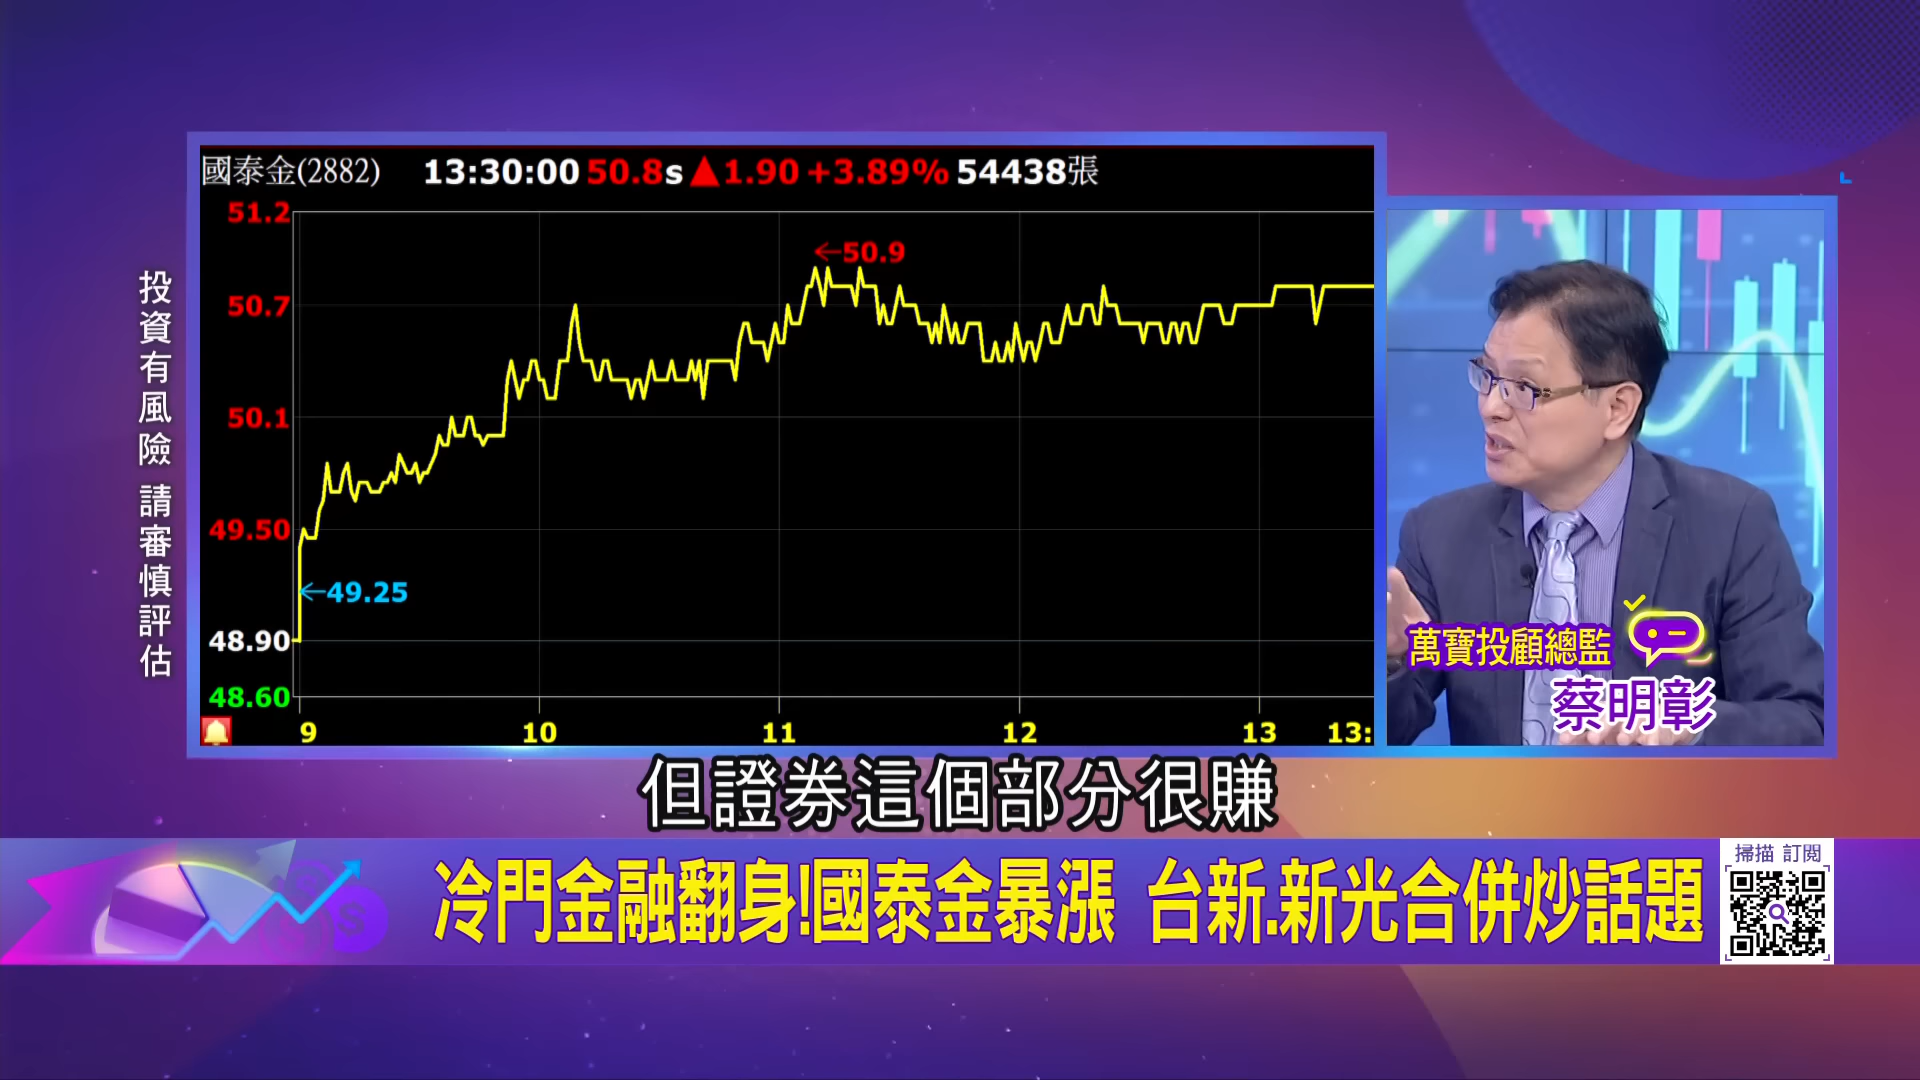 國泰金(2882) 13:30:00 50.8s ▲1.90 +3.89% 54438張
51.2
50.7
50.1
49.50
48.90
48.60
←50.9
←49.25
9 10 11 12 13 13:
投資有風險 請審慎評估
萬寶投顧總監
蔡明彰
但證券這個部分很賺
冷門金融翻身!國泰金暴漲 台新.新光合併炒話題
掃描 訂閱